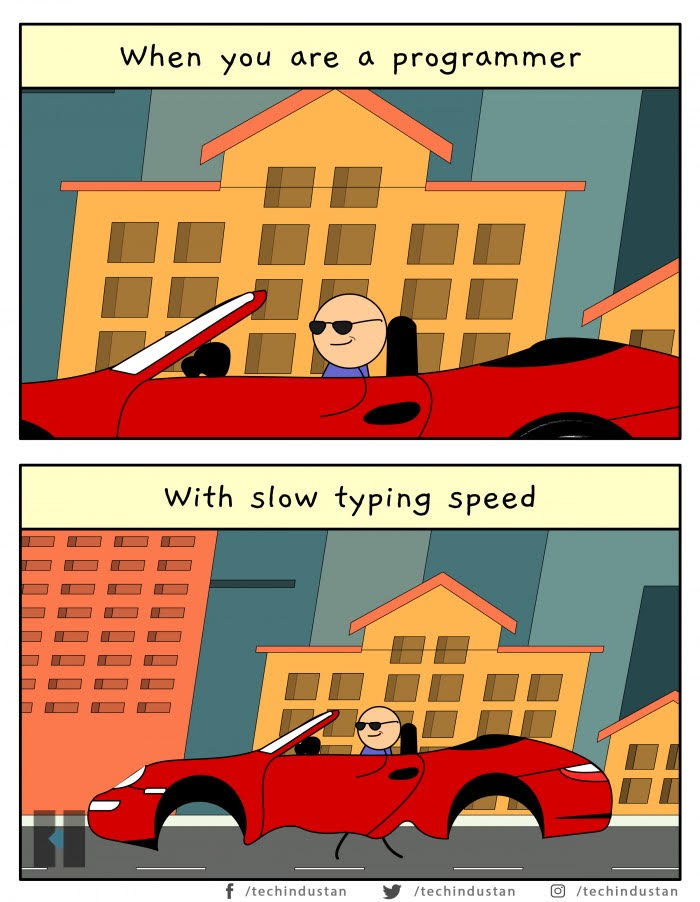 When you are a programmer
With slow typing speed
/techindustan /techindustan /techindustan